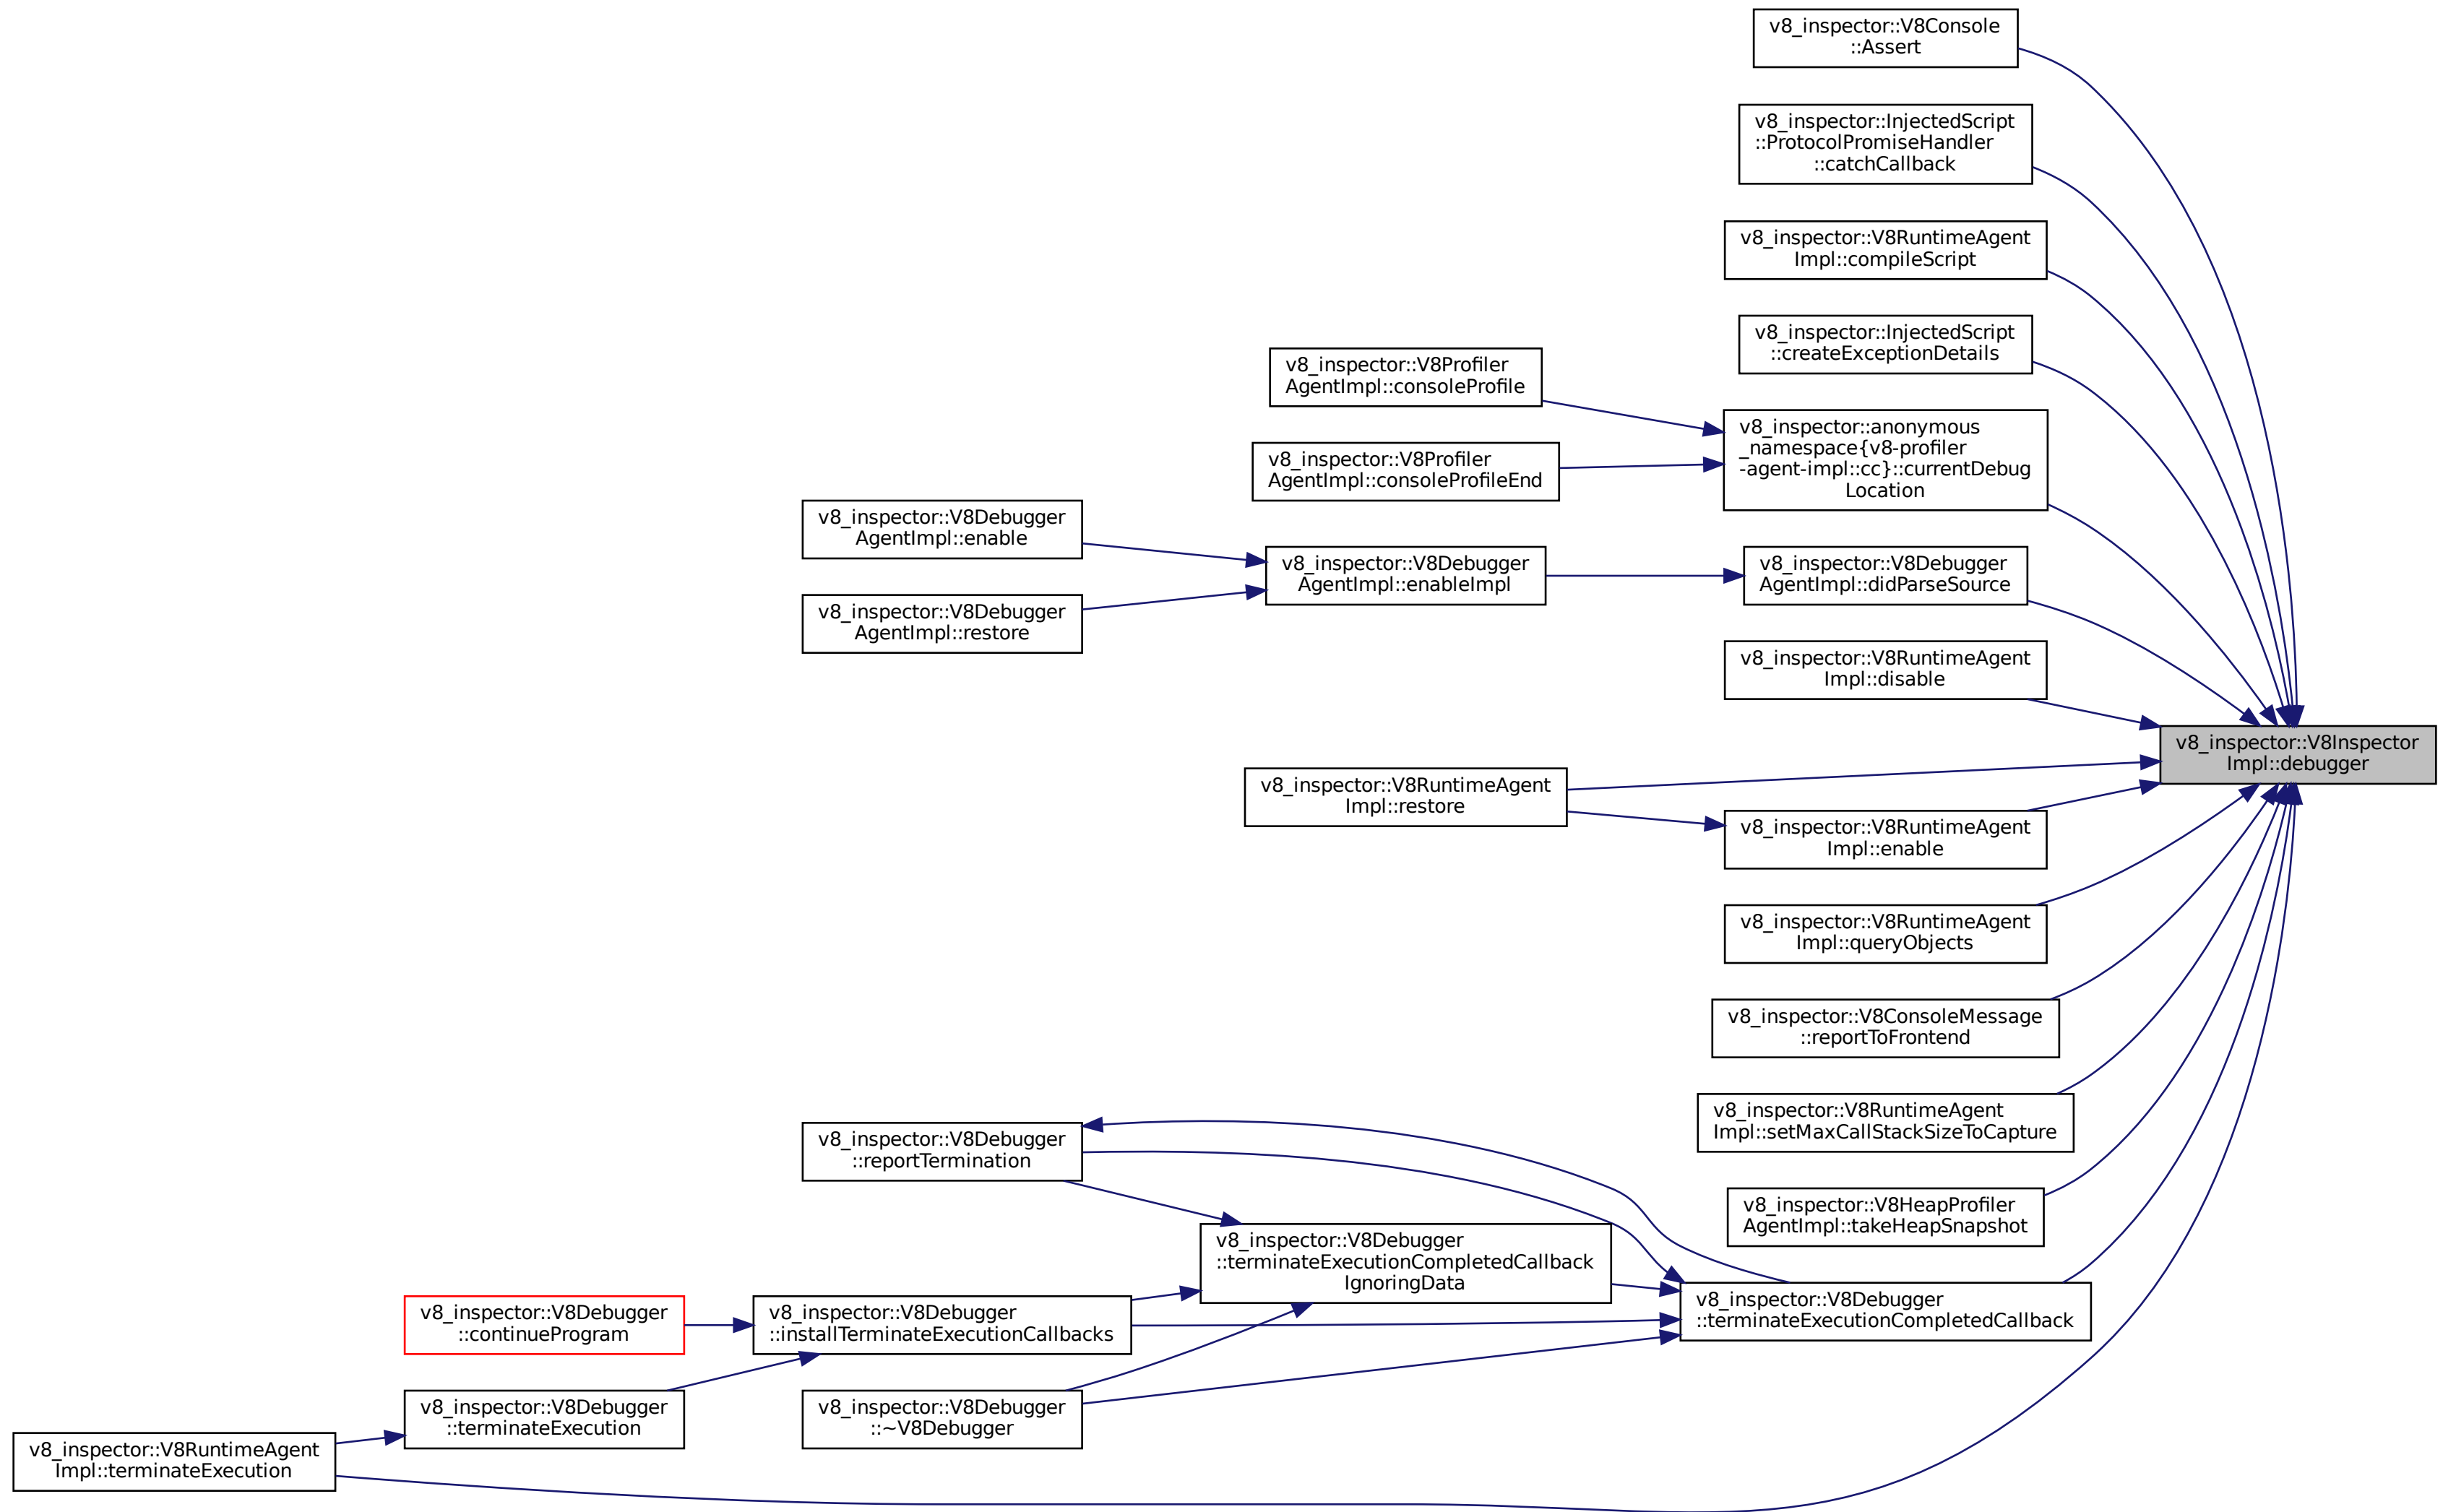 v8_inspector::V8Console
::Assert
v8_inspector::InjectedScript
::ProtocolPromiseHandler
::catchCallback
v8_inspector::V8RuntimeAgent
Impl::compileScript
v8_inspector::InjectedScript
::createExceptionDetails
v8_inspector::V8Profiler
AgentImpl::consoleProfile
v8_inspector::anonymous
_namespace{v8-profiler
-agent-impl::cc}::currentDebug
Location
v8_inspector::V8Profiler
AgentImpl::consoleProfileEnd
v8_inspector::V8Debugger
AgentImpl::enable
v8_inspector::V8Debugger
AgentImpl::enableImpl
v8_inspector::V8Debugger
AgentImpl::didParseSource
v8_inspector::V8Debugger
AgentImpl::restore
v8_inspector::V8RuntimeAgent
Impl::disable
v8_inspector::V8Inspector
Impl::debugger
v8_inspector::V8RuntimeAgent
Impl::restore
v8_inspector::V8RuntimeAgent
Impl::enable
v8_inspector::V8RuntimeAgent
Impl::queryObjects
v8_inspector::V8ConsoleMessage
::reportToFrontend
v8_inspector::V8RuntimeAgent
Impl::setMaxCallStackSizeToCapture
v8_inspector::V8Debugger
::reportTermination
v8_inspector::V8HeapProfiler
AgentImpl::takeHeapSnapshot
v8_inspector::V8Debugger
::terminateExecutionCompletedCallback
IgnoringData
v8_inspector::V8Debugger
::terminateExecutionCompletedCallback
v8_inspector::V8Debugger
::continueProgram
v8_inspector::V8Debugger
::installTerminateExecutionCallbacks
v8_inspector::V8Debugger
::terminateExecution
v8_inspector::V8Debugger
::~V8Debugger
v8_inspector::V8RuntimeAgent
Impl::terminateExecution